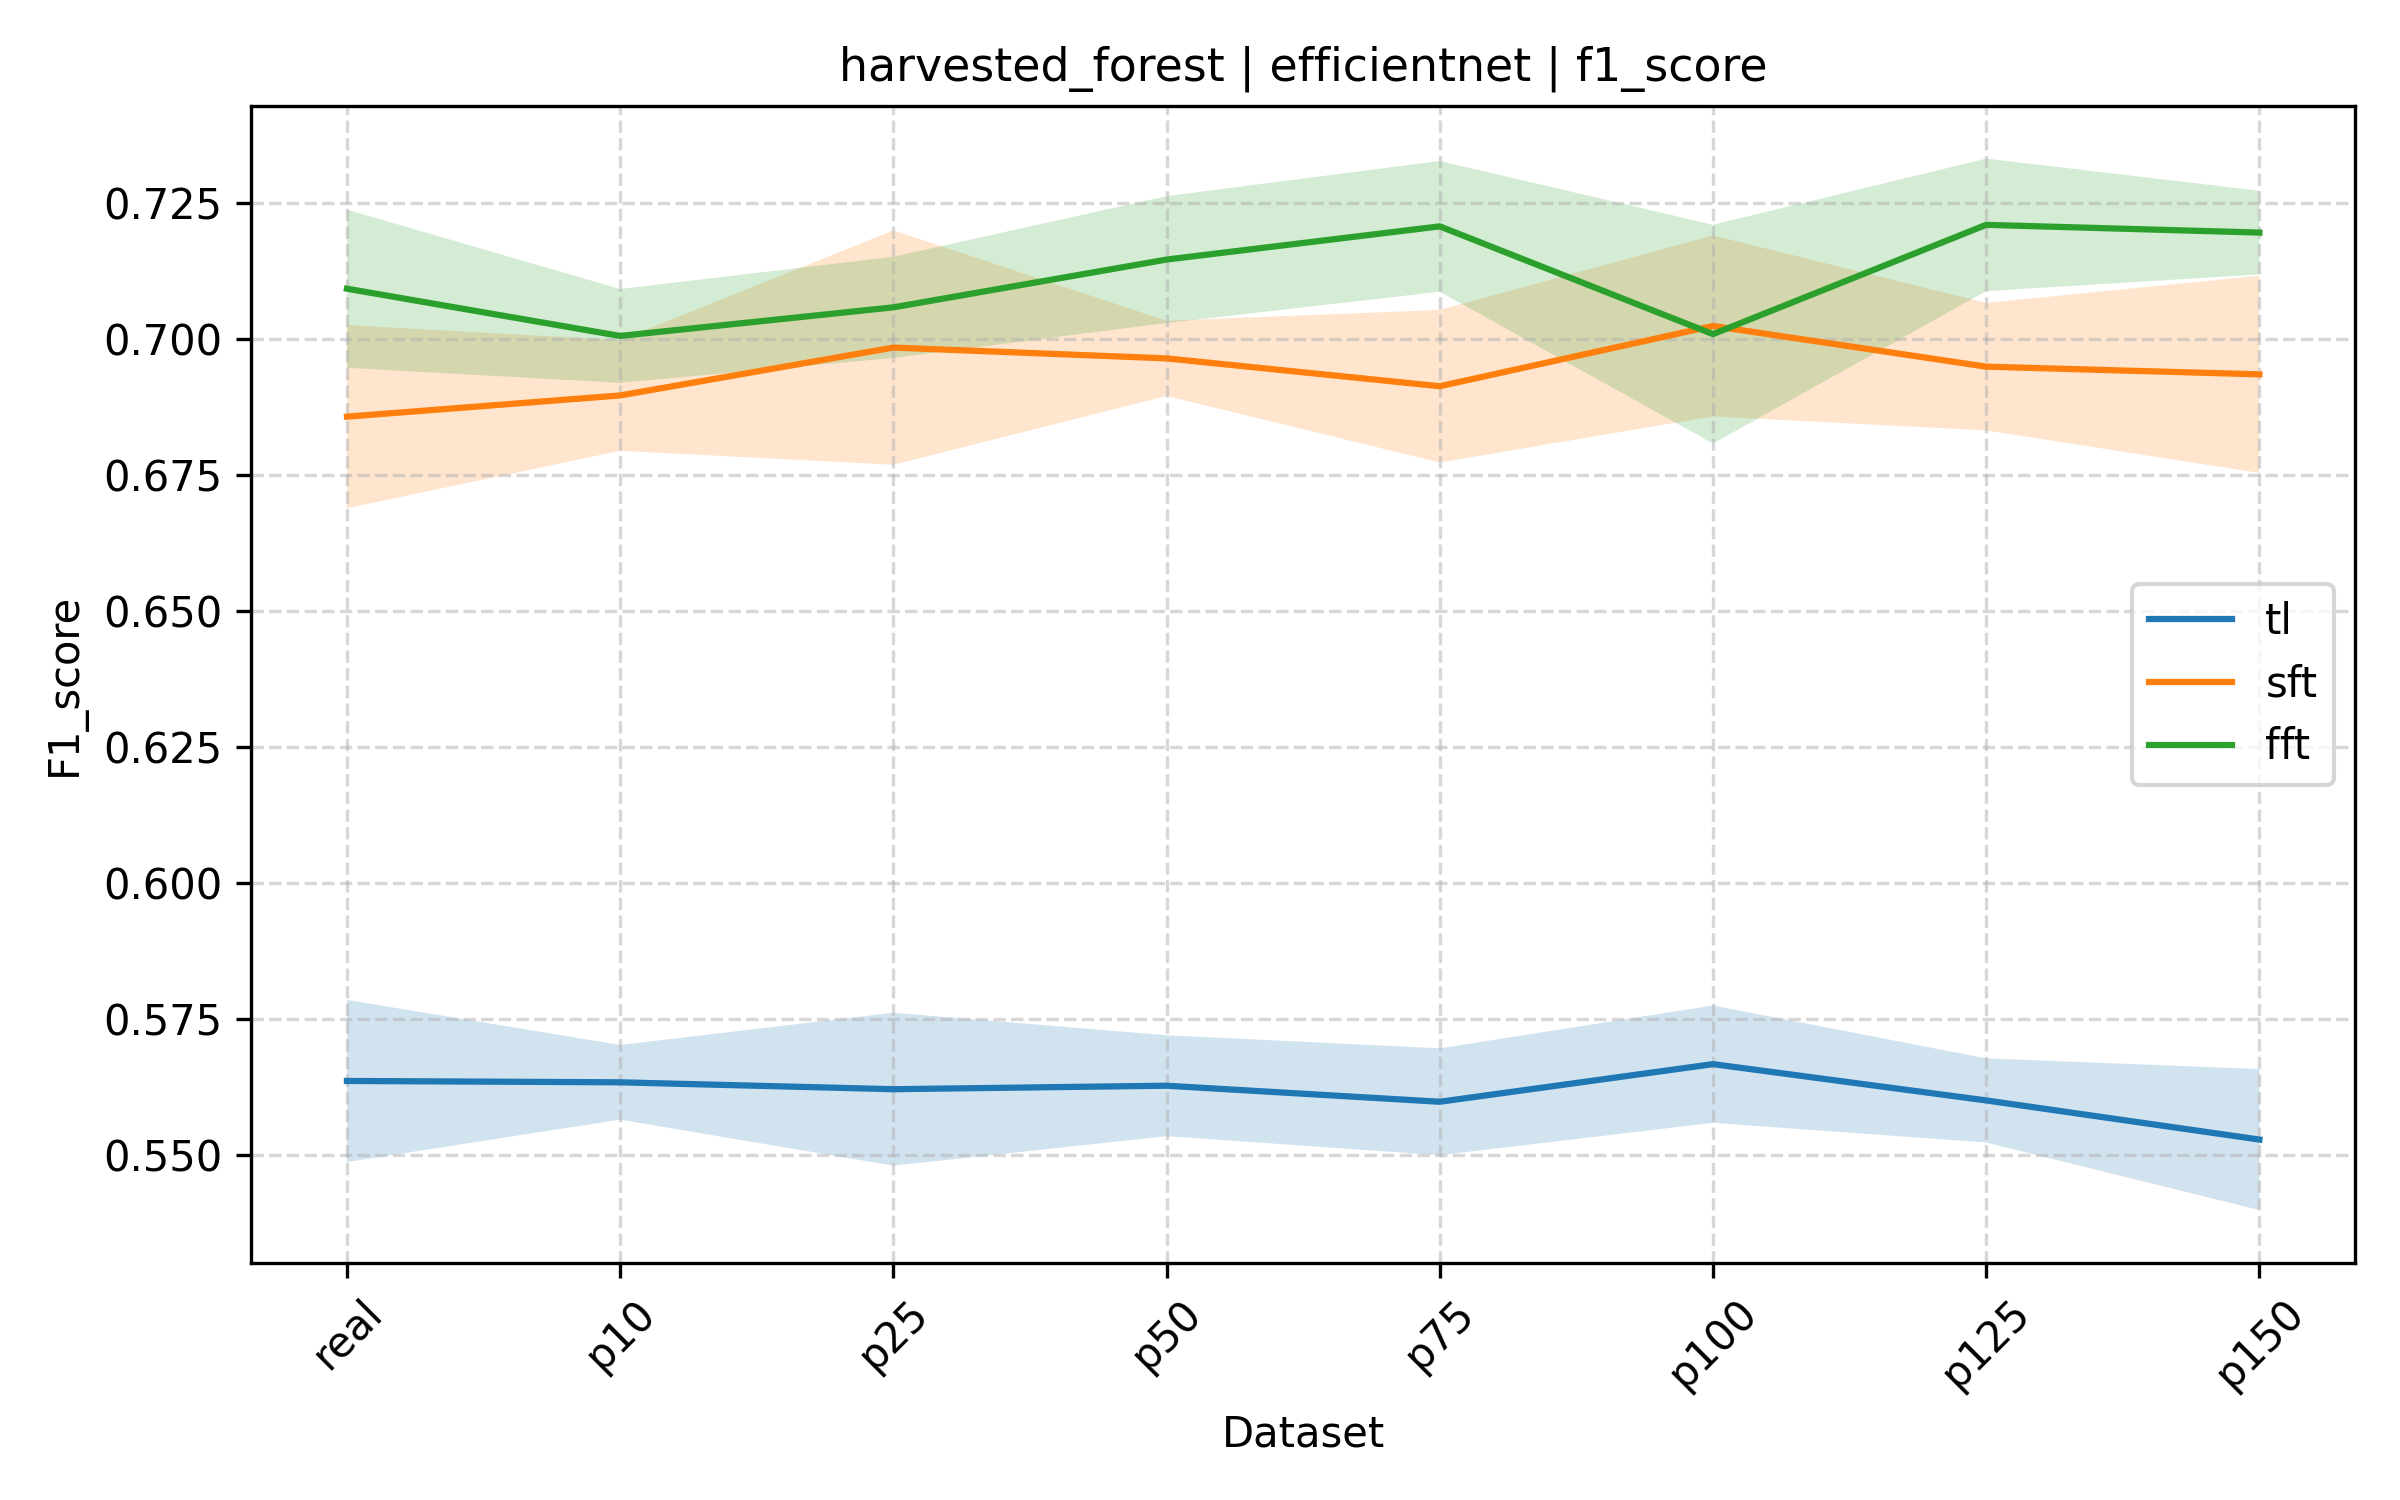 harvested_forest | efficientnet | f1_score
F1_score
0.725
0.700
0.675
0.650
0.625
0.600
0.575
0.550
tl
sft
fft
real
p10
p25
p50
p75
p100
p125
p150
Dataset